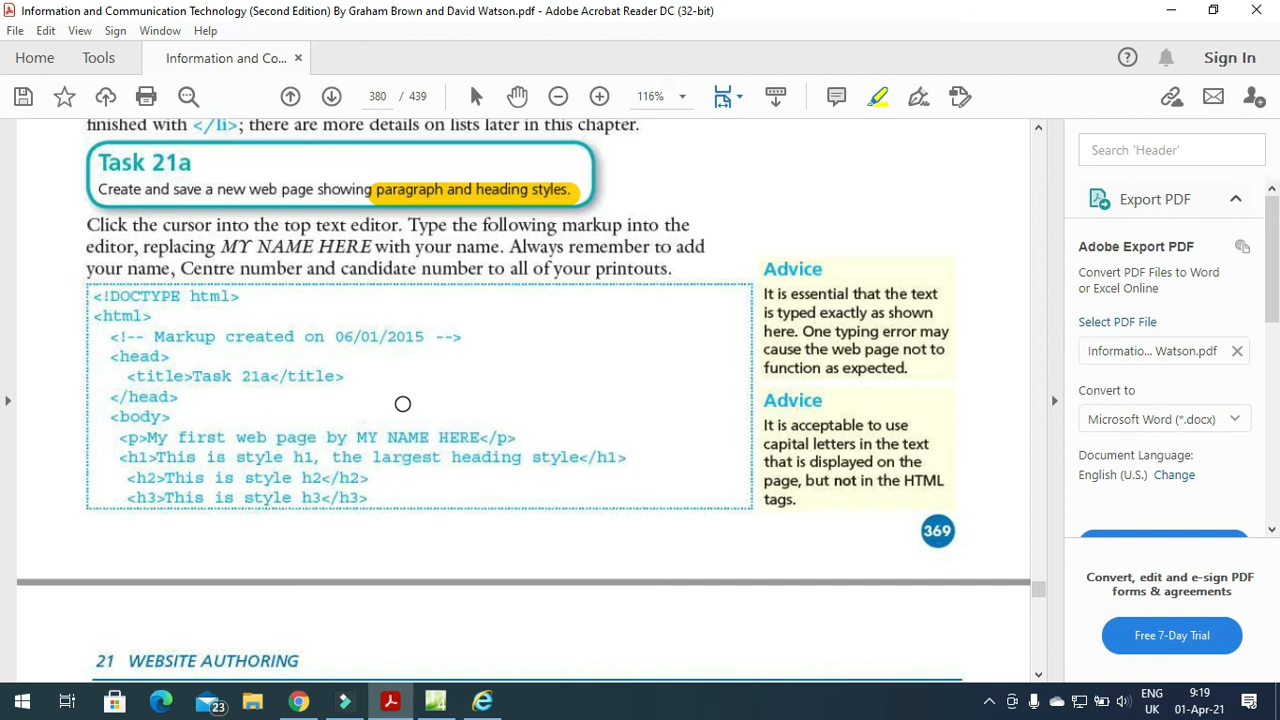 Information and Communication Technology (Second Edition) By Graham Brown and David Watson.pdf - Adobe Acrobat Reader DC (32-bit)
File Edit View Sign Window Help
Home Tools Information and Co... × Sign In
380 / 439 116%
finished with </li>; there are more details on lists later in this chapter.
Task 21a
Create and save a new web page showing paragraph and heading styles.
Click the cursor into the top text editor. Type the following markup into the
editor, replacing MY NAME HERE with your name. Always remember to add
your name, Centre number and candidate number to all of your printouts.
<!DOCTYPE html>
<html>
<!-- Markup created on 06/01/2015 -->
<head>
<title>Task 21a</title>
</head>
<body>
<p>My first web page by MY NAME HERE</p>
<h1>This is style h1, the largest heading style</h1>
<h2>This is style h2</h2>
<h3>This is style h3</h3>
Advice
It is essential that the text
is typed exactly as shown
here. One typing error may
cause the web page not to
function as expected.
Advice
It is acceptable to use
capital letters in the text
that is displayed on the
page, but not in the HTML
tags.
369
21 WEBSITE AUTHORING
Search 'Header'
Export PDF
Adobe Export PDF
Convert PDF Files to Word
or Excel Online
Select PDF File
Informatio... Watson.pdf
Convert to
Microsoft Word (*.docx)
Document Language:
English (U.S.) Change
Convert, edit and e-sign PDF
forms & agreements
Free 7-Day Trial
23
ENG
UK
9:19
01-Apr-21